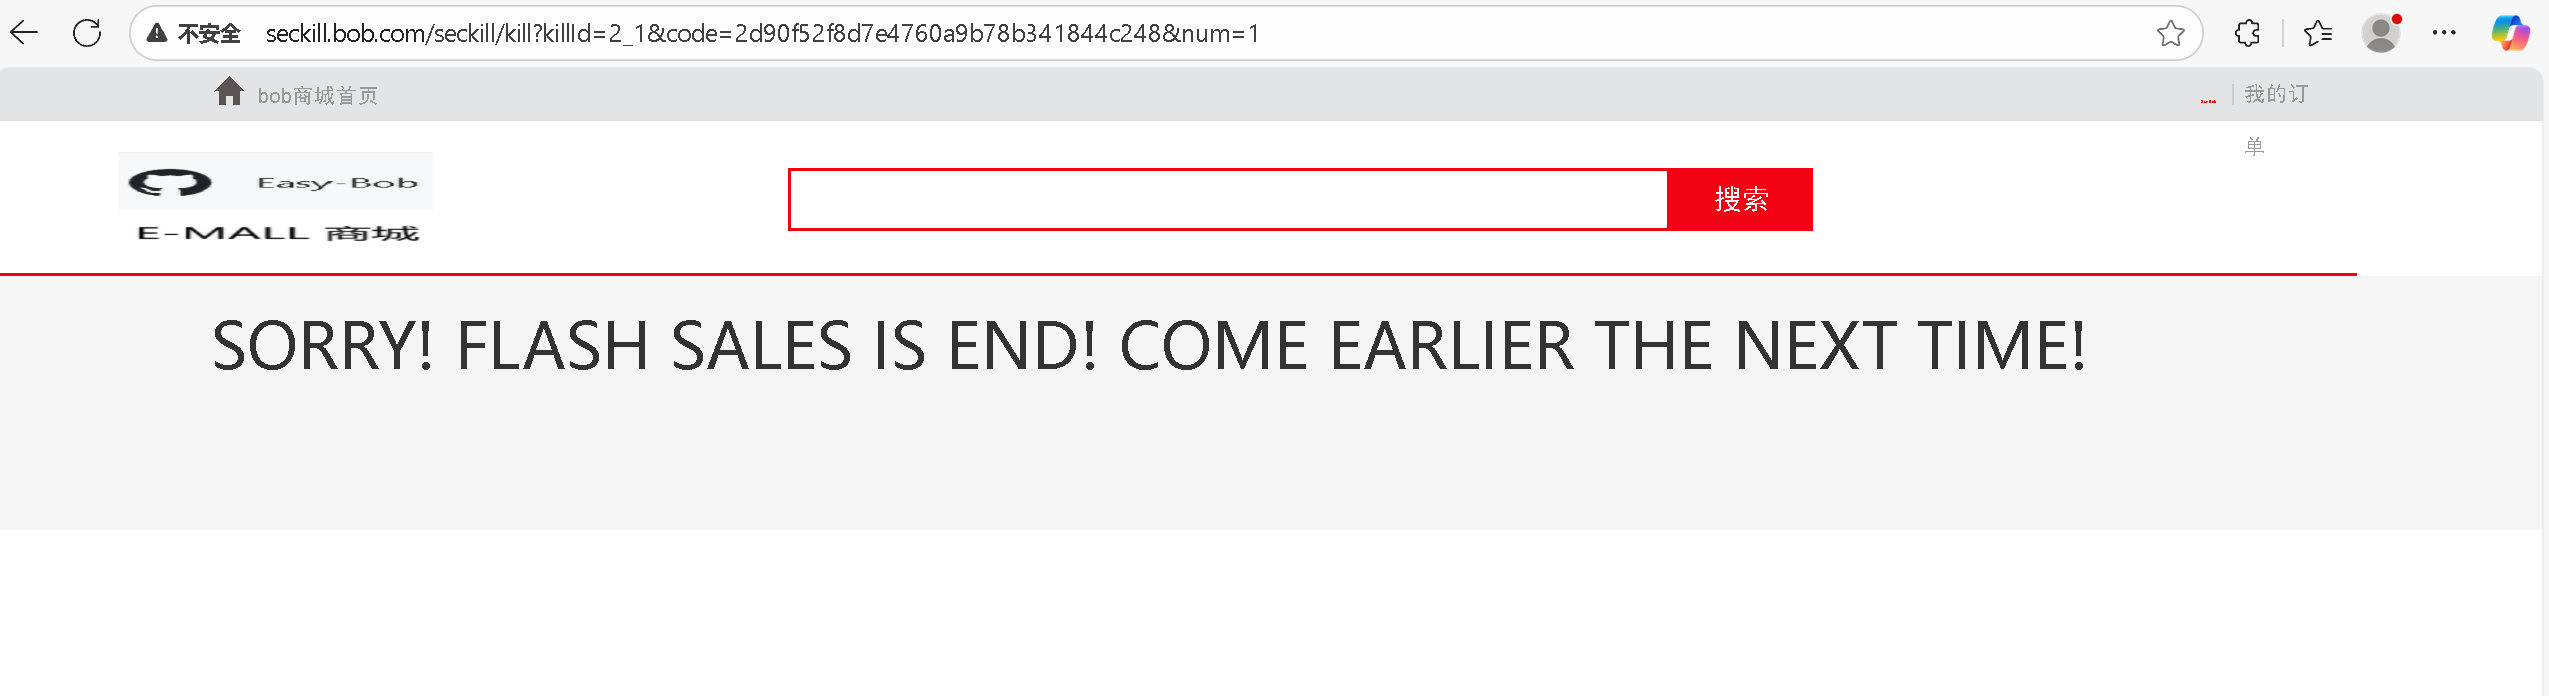 不安全 seckill.bob.com/seckill/kill?killId=2_1&code=2d90f52f8d7e4760a9b78b341844c248&num=1
bob商城首页
我的订
单
Easy-Bob
E-MALL 商城
搜索
SORRY! FLASH SALES IS END! COME EARLIER THE NEXT TIME!